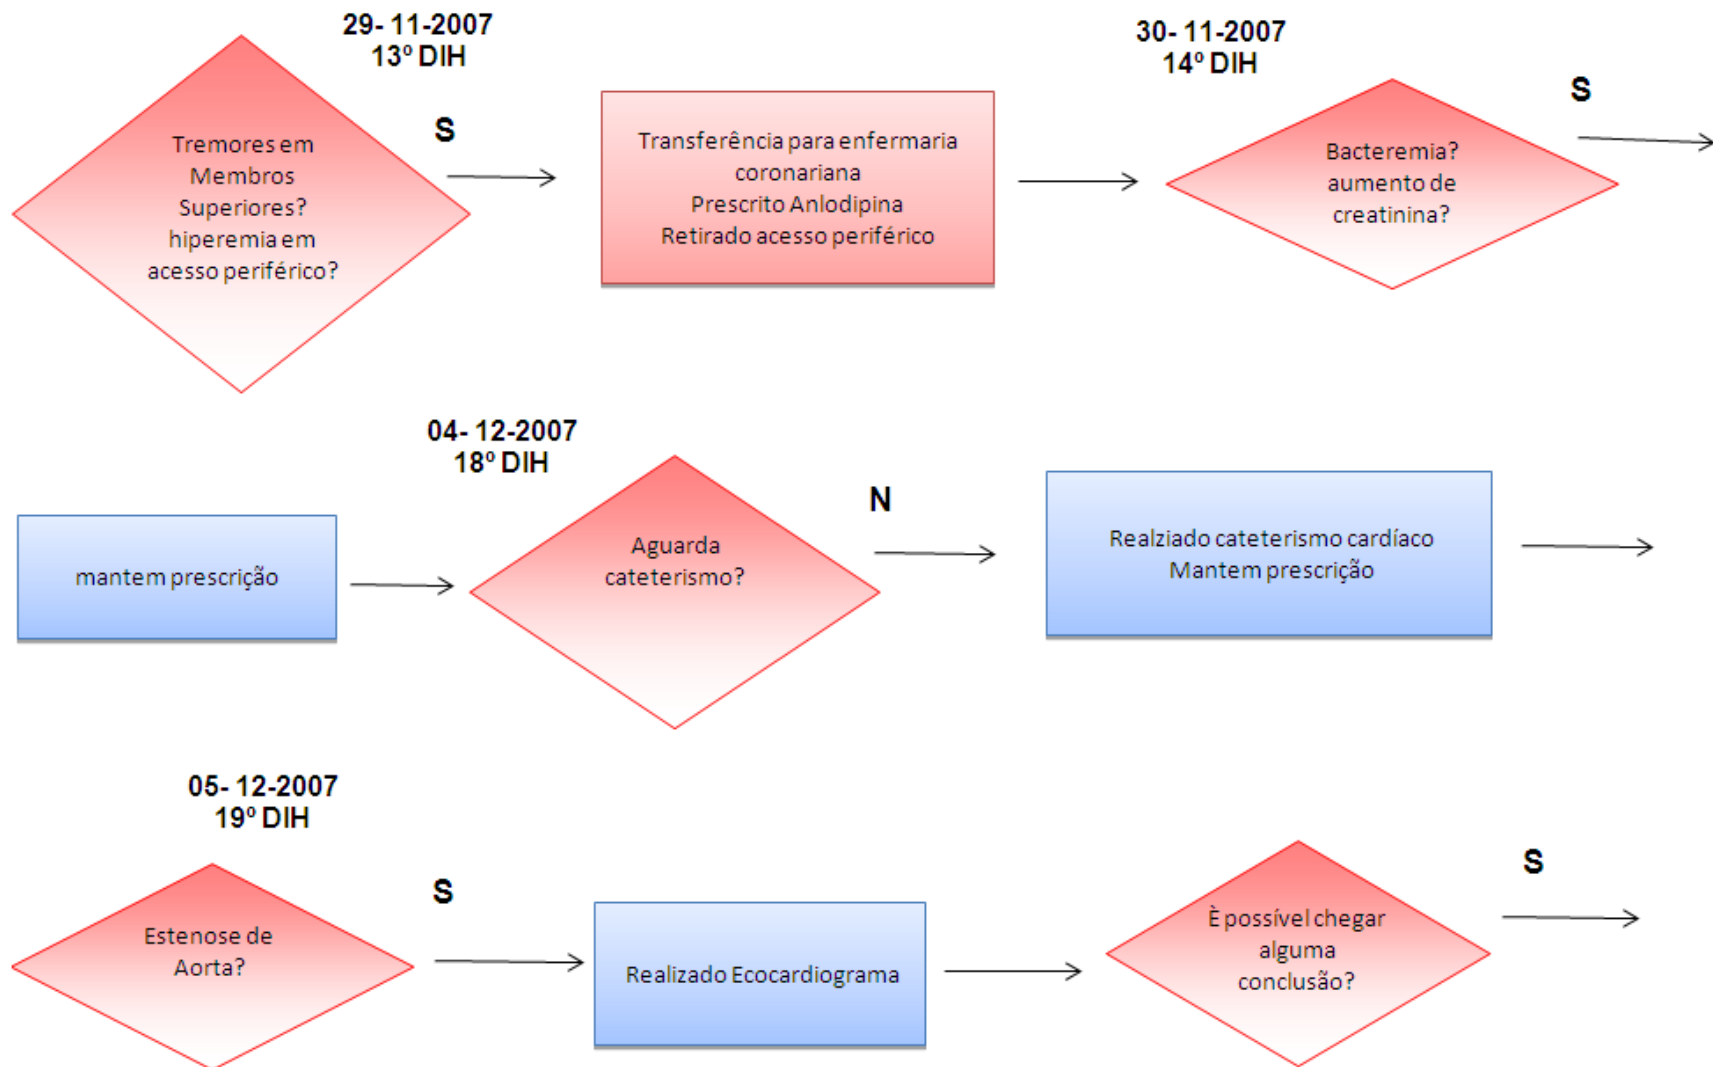 29- 11-2007
13º DIH
Tremores em
Membros
Superiores?
hiperemia em
acesso periférico?
S
Transferência para enfermaria
coronariana
Prescrito Anlodipina
Retirado acesso periférico
30- 11-2007
14º DIH
Bacteremia?
aumento de
creatinina?
S
mantem prescrição
04- 12-2007
18º DIH
Aguarda
cateterismo?
N
Realziado cateterismo cardíaco
Mantem prescrição
05- 12-2007
19º DIH
Estenose de
Aorta?
S
Realizado Ecocardiograma
È possível chegar
alguma
conclusão?
S